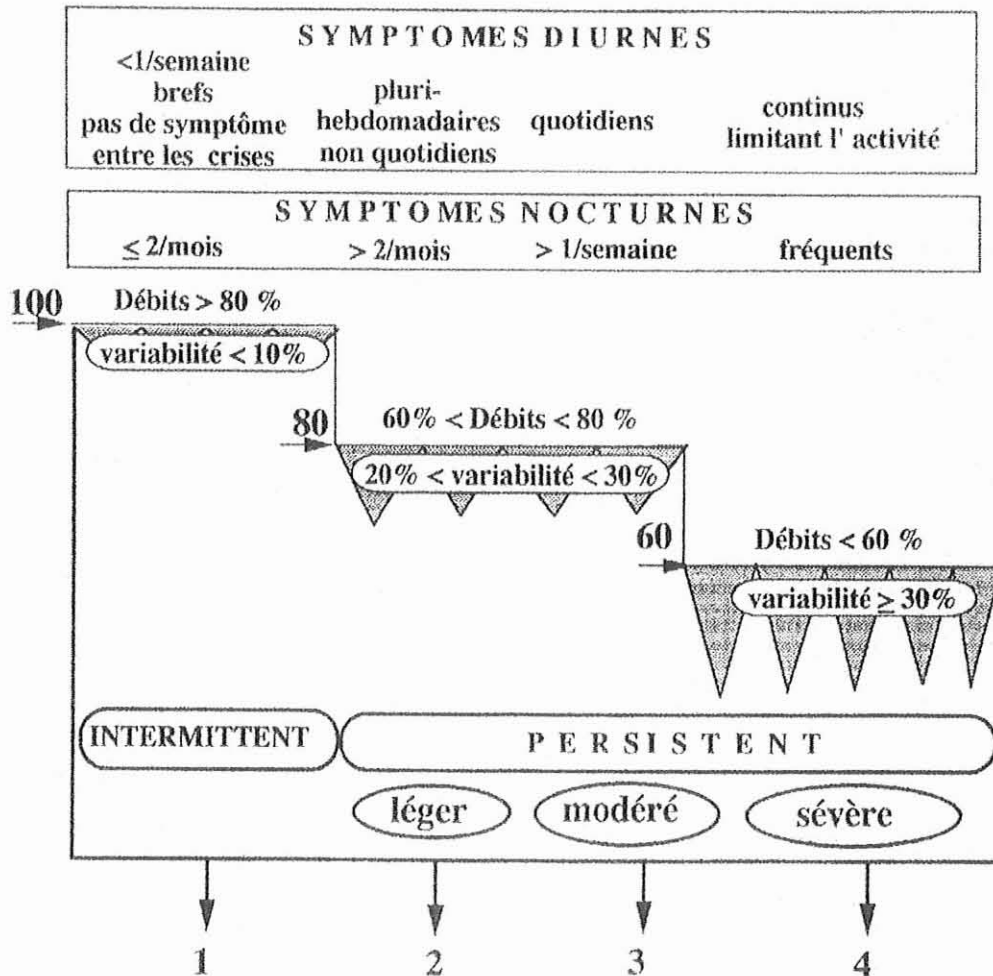 SYMPTOMES DIURNES
<1/semaine
brefs
pas de symptôme
entre les crises
pluri-
hebdomadaires
non quotidiens
quotidiens
continus
limitant l' activité
SYMPTOMES NOCTURNES
≤ 2/mois
> 2/mois
> 1/semaine
fréquents
100
Débits > 80 %
variabilité < 10%
80
60% < Débits < 80 %
20% < variabilité < 30%
60
Débits < 60 %
variabilité ≥ 30%
INTERMITTENT
PERSISTENT
léger
modéré
sévère
1
2
3
4